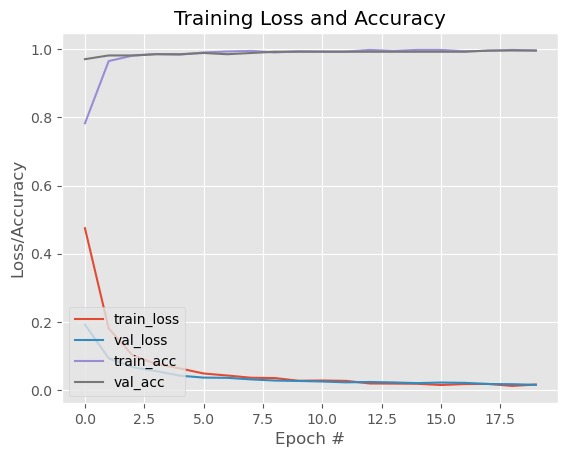 Training Loss and Accuracy
1.0
0.8
0.6
0.4
0.2
0.0
Loss/Accuracy
train_loss
val_loss
train_acc
val_acc
0.0 2.5 5.0 7.5 10.0 12.5 15.0 17.5
Epoch #